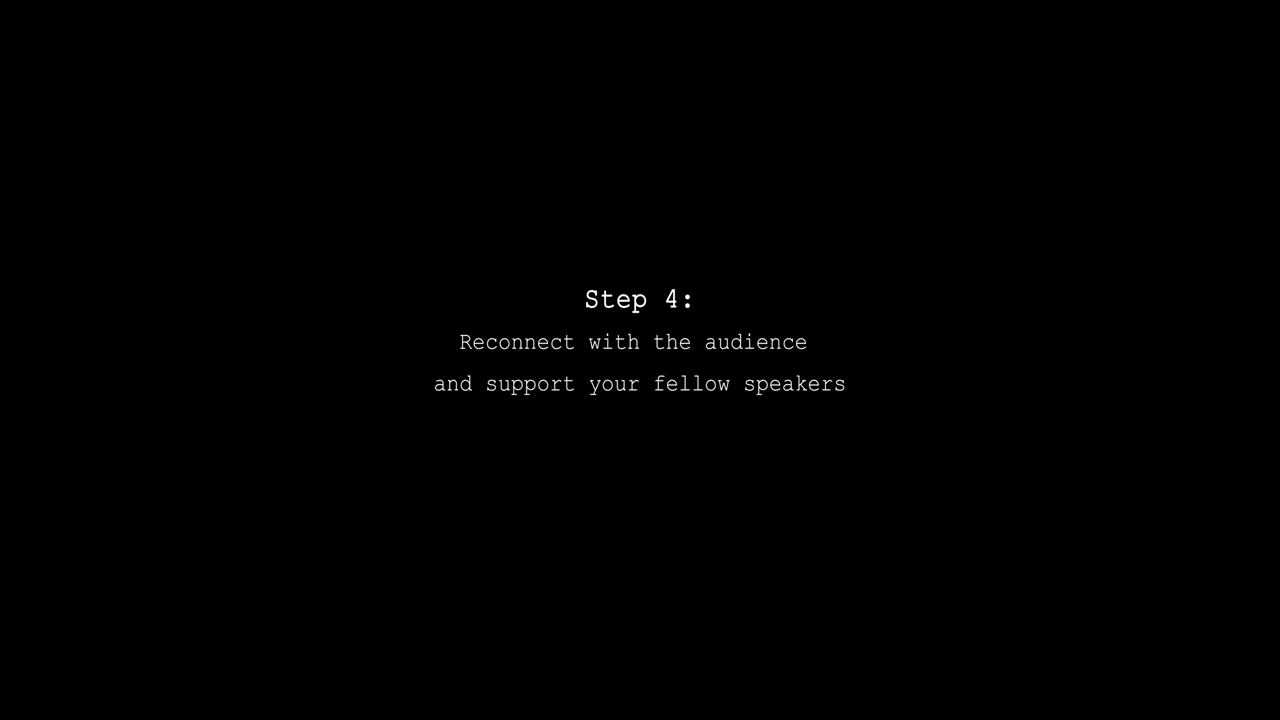 Step 4:
Reconnect with the audience
and support your fellow speakers